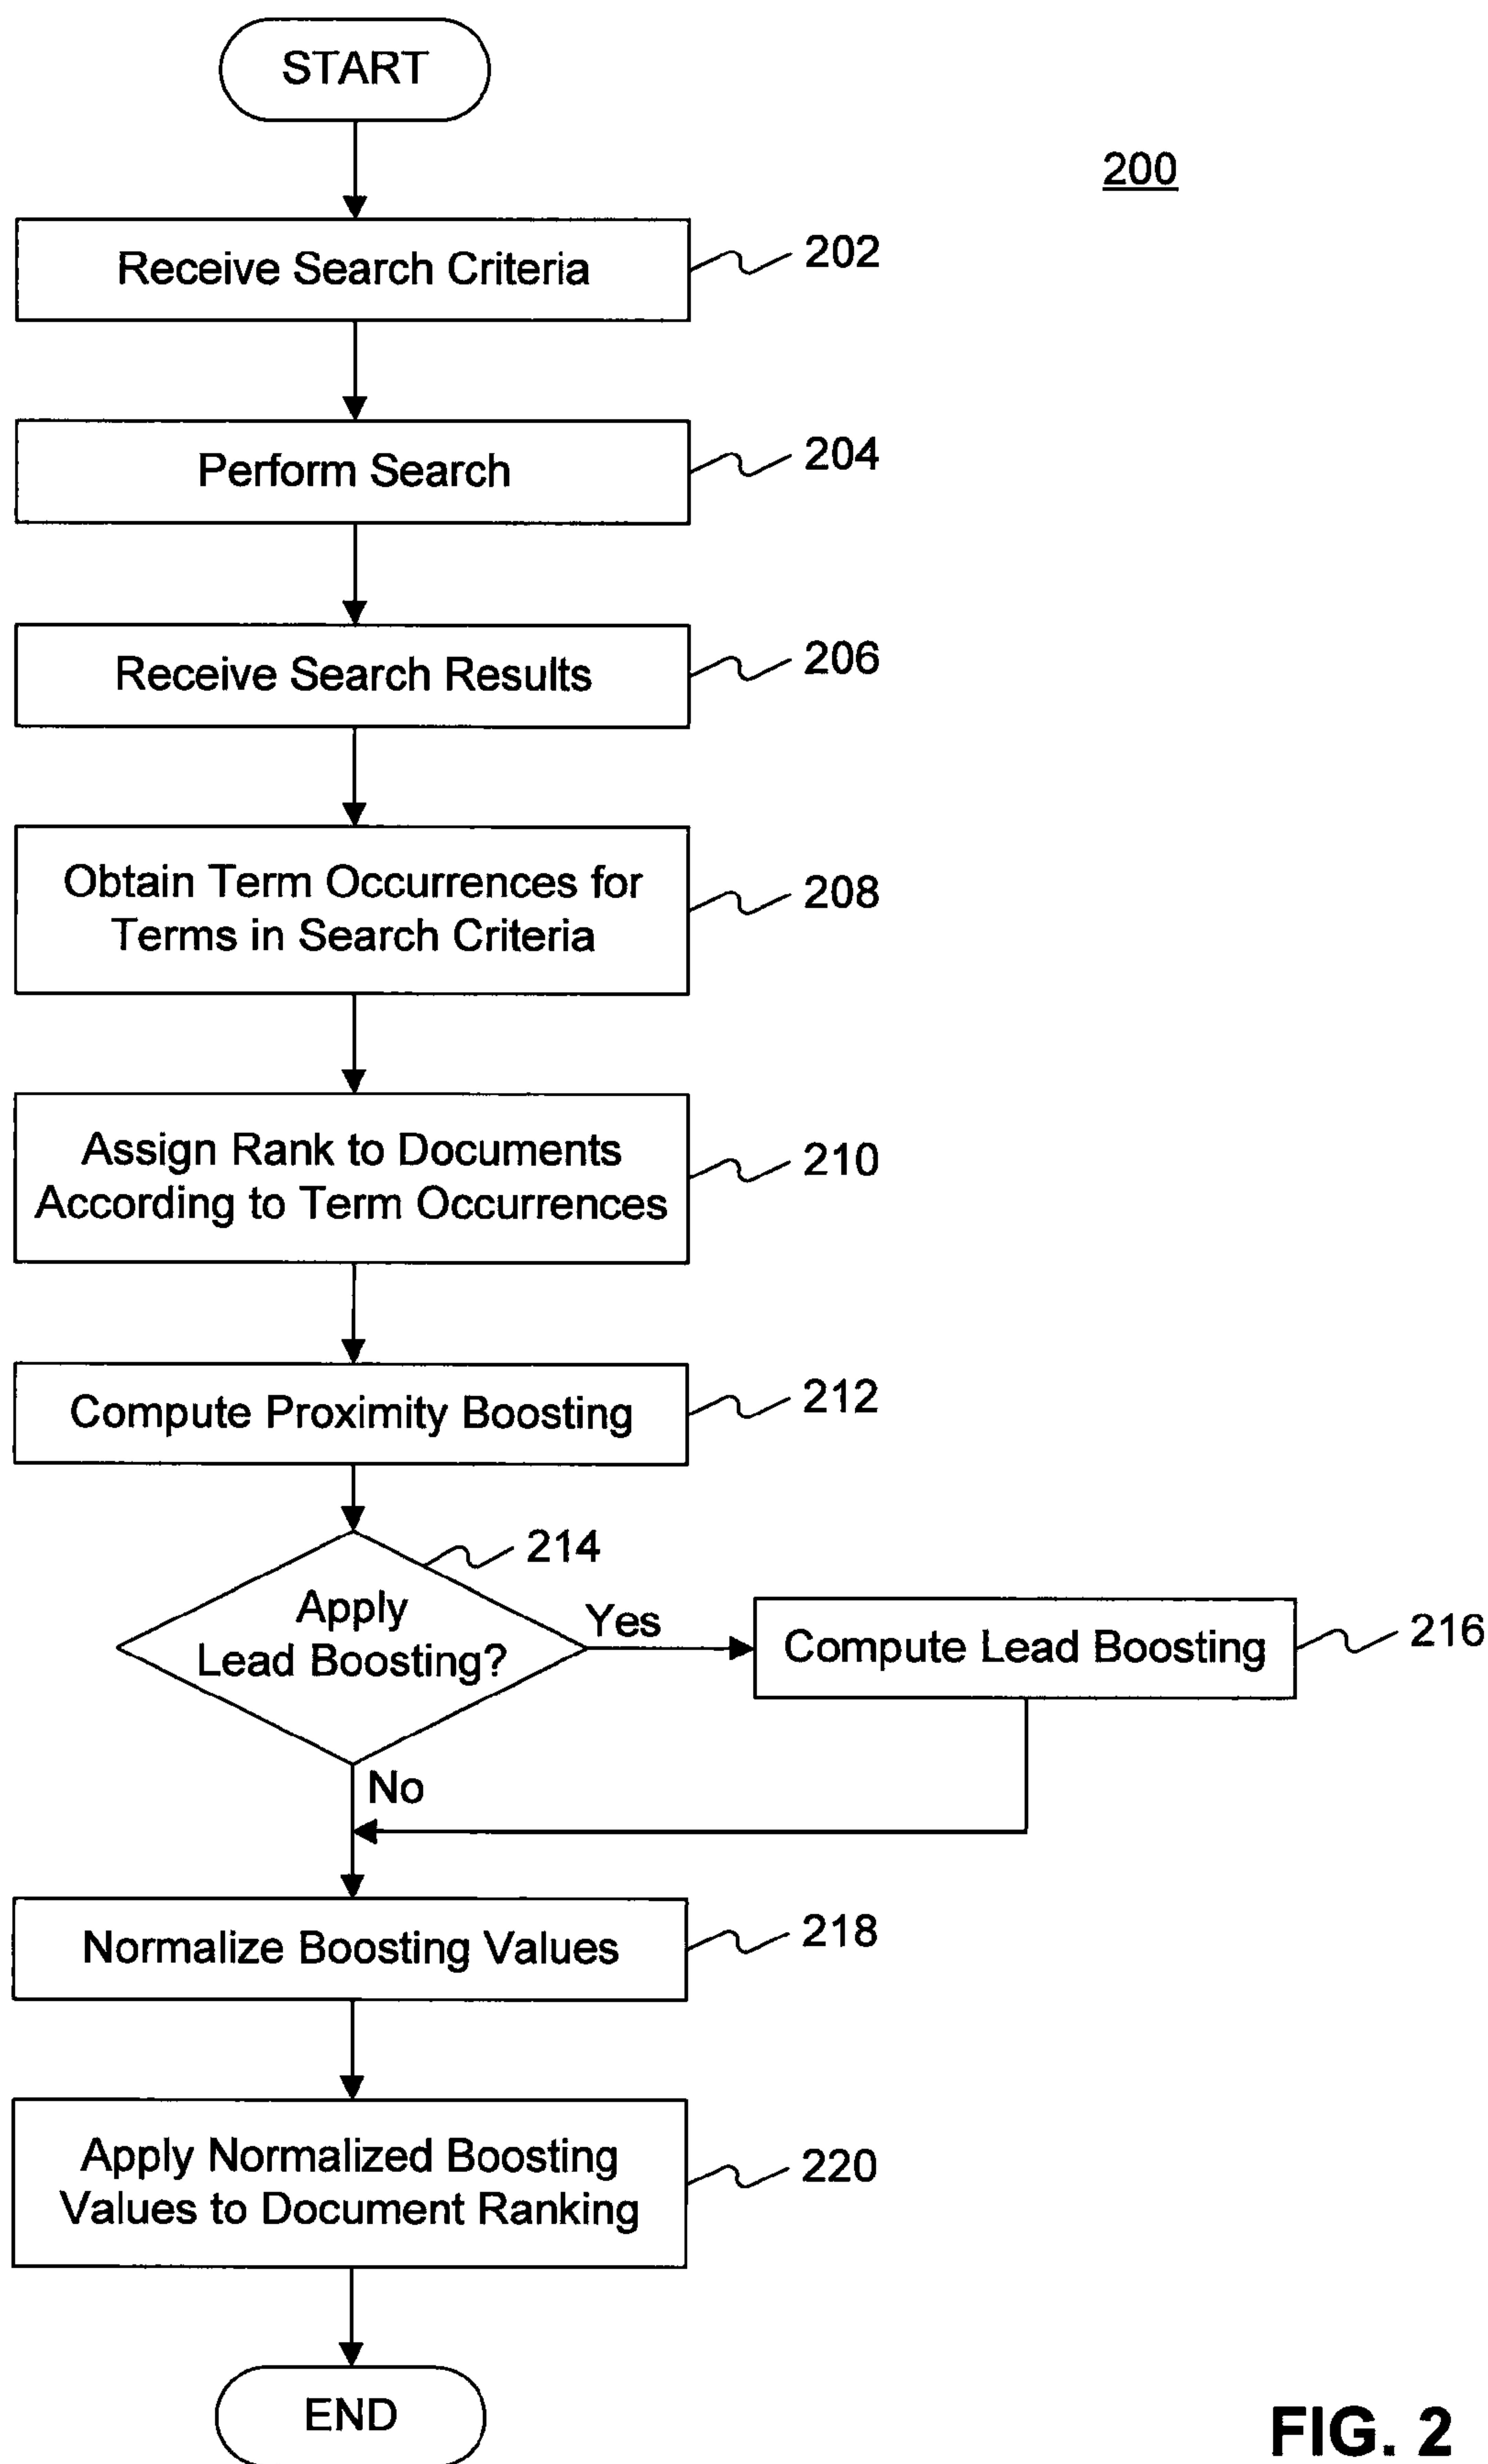 START
200
Receive Search Criteria
202
Perform Search
204
Receive Search Results
206
Obtain Term Occurrences for
Terms in Search Criteria
208
Assign Rank to Documents
According to Term Occurrences
210
Compute Proximity Boosting
212
214
Apply
Lead Boosting?
Yes
Compute Lead Boosting
216
No
Normalize Boosting Values
218
Apply Normalized Boosting
Values to Document Ranking
220
END
FIG. 2